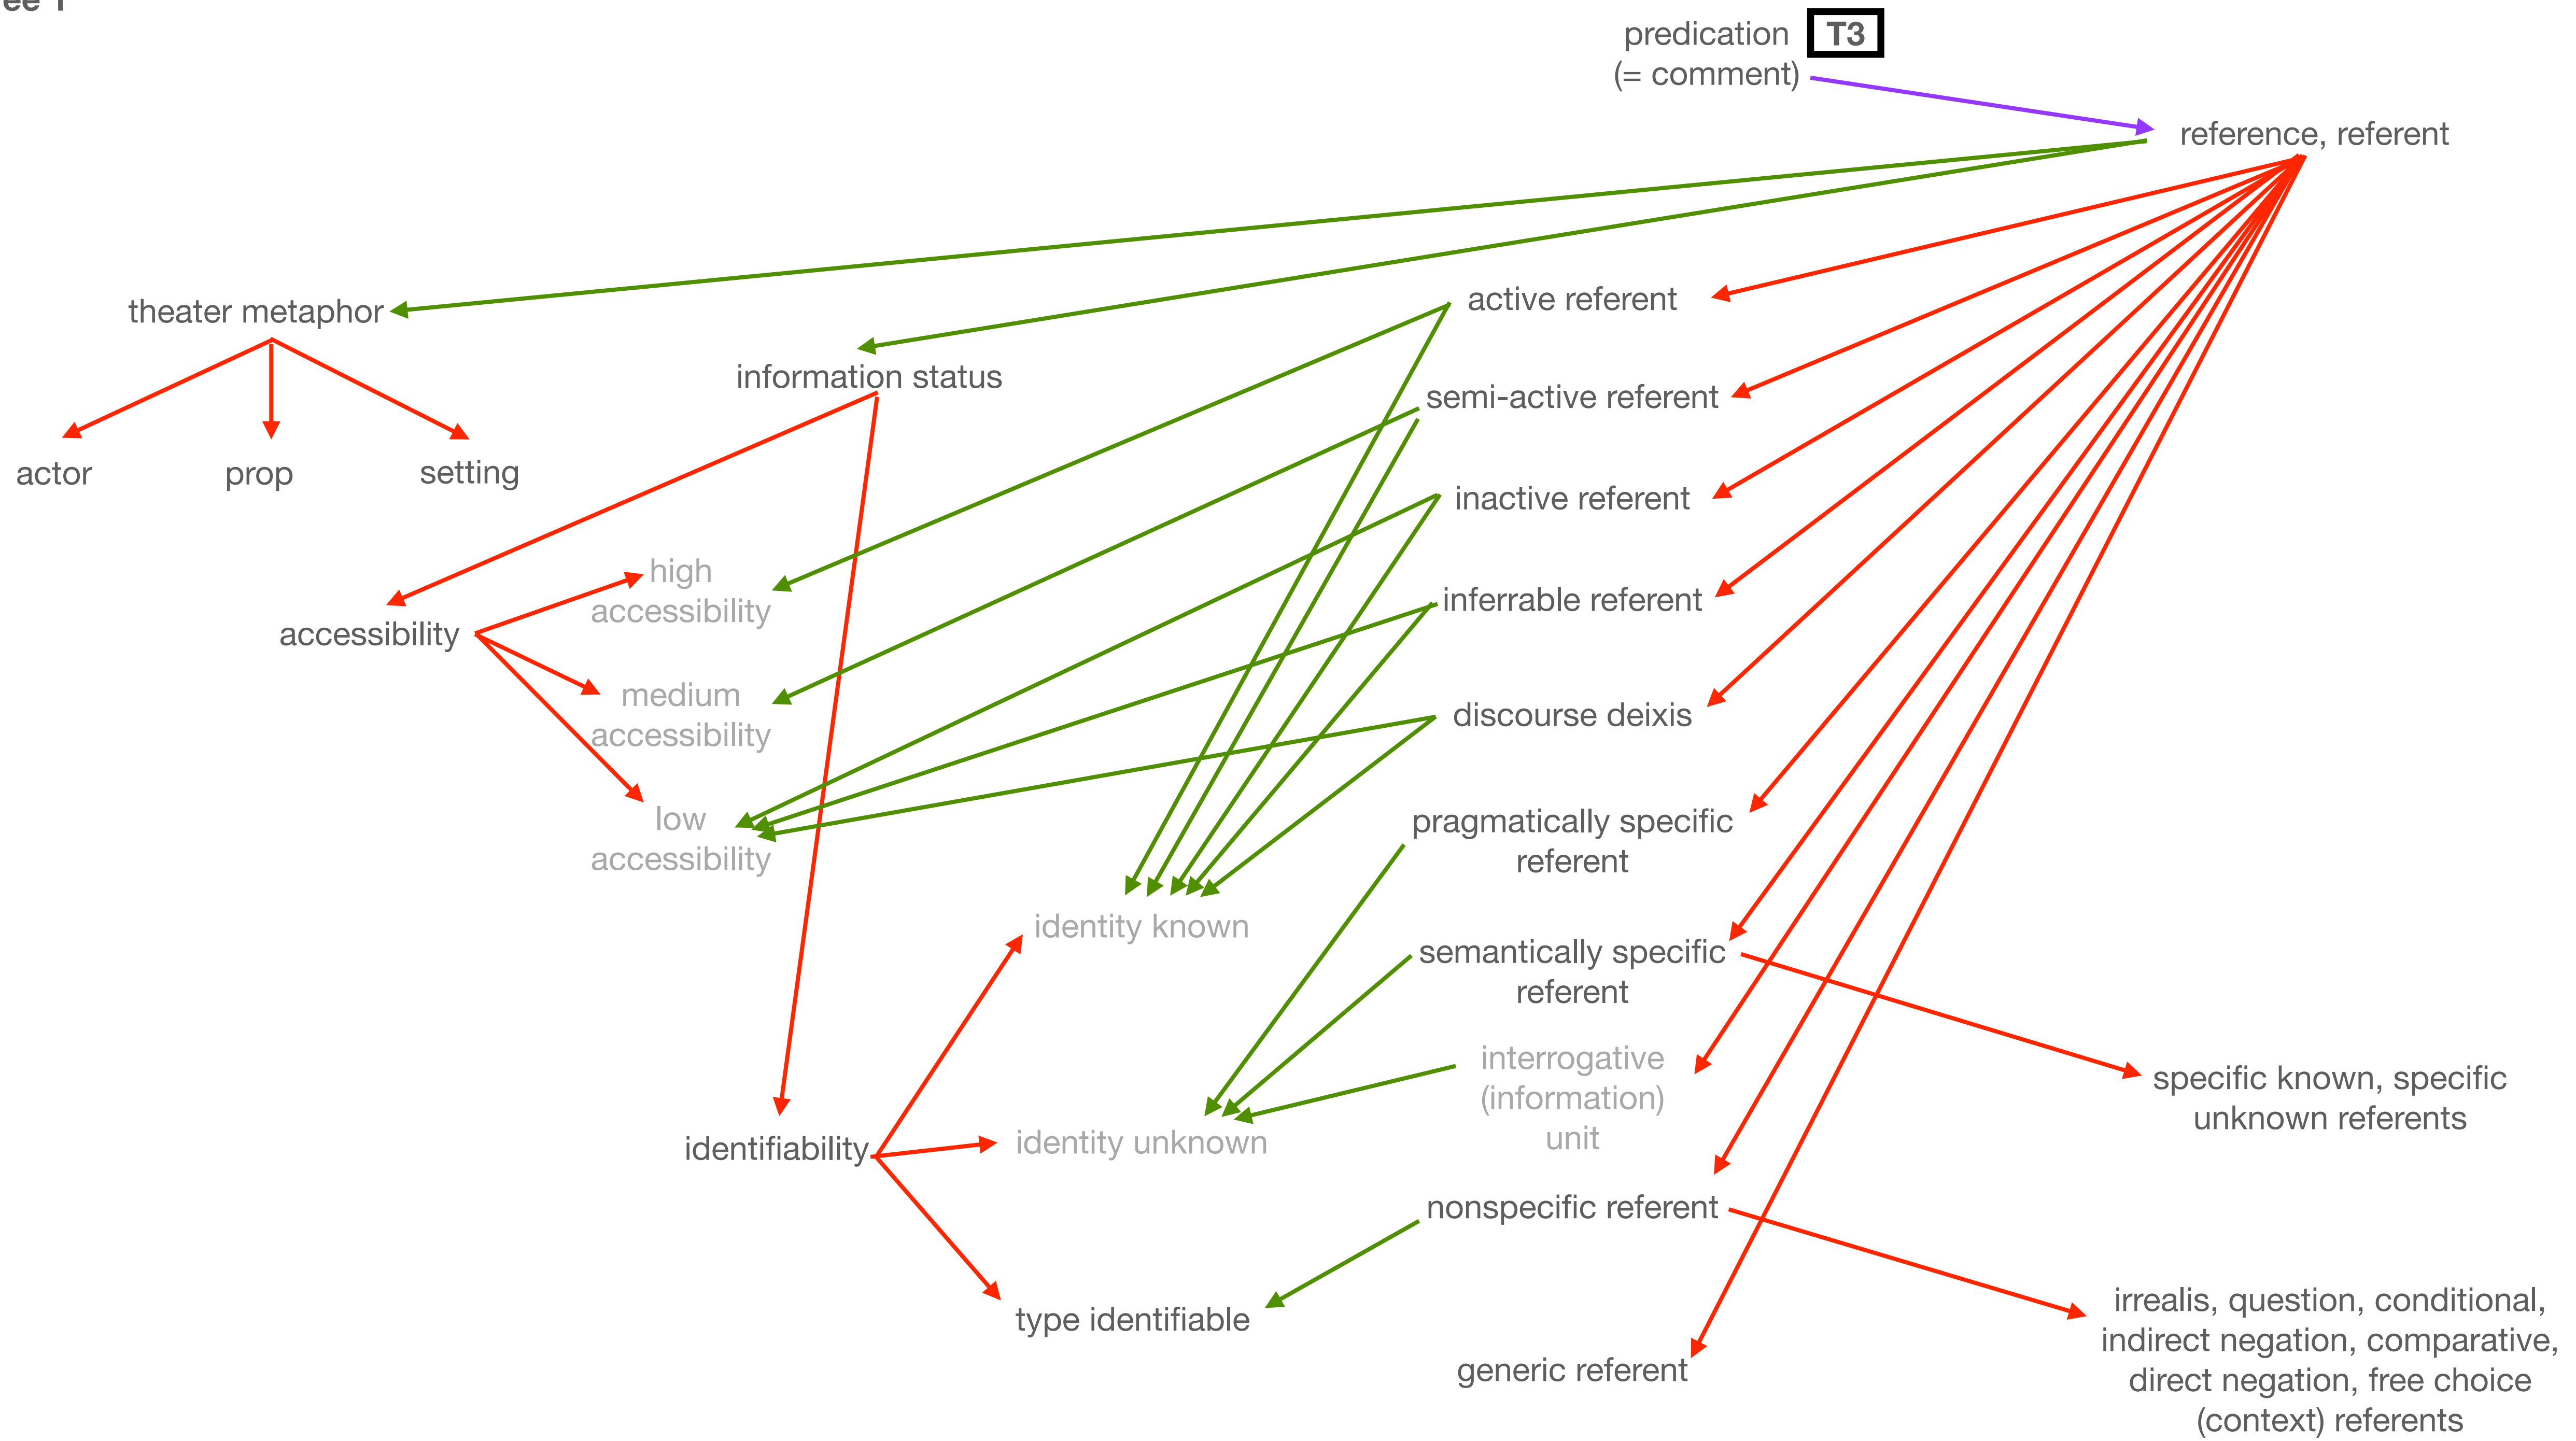 predication
T3
(= comment)
reference, referent
theater metaphor
active referent
information status
semi-active referent
actor
prop
setting
inactive referent
high
accessibility
inferrable referent
accessibility
medium
accessibility
discourse deixis
low
accessibility
pragmatically specific
referent
identity known
semantically specific
referent
interrogative
(information)
unit
specific known, specific
unknown referents
identifiability
identity unknown
nonspecific referent
type identifiable
generic referent
irrealis, question, conditional,
indirect negation, comparative,
direct negation, free choice
(context) referents